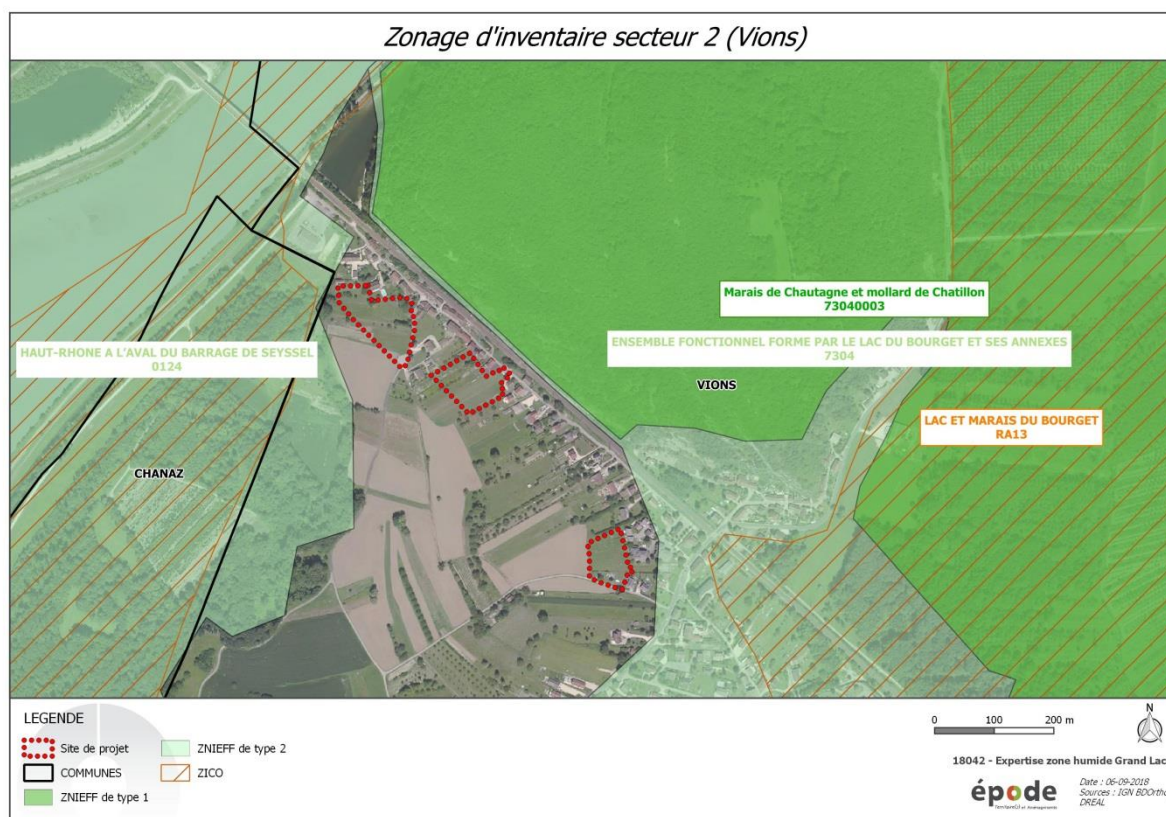 Zonage d'inventaire secteur 2 (Vions)
Marais de Chautagne et mollard de Chatillon
73040003
HAUT-RHONE A L'AVAL DU BARRAGE DE SEYSSEL
0124
ENSEMBLE FONCTIONNEL FORME PAR LE LAC DU BOURGET ET SES ANNEXES
7304
VIONS
LAC ET MARAIS DU BOURGET
RA13
CHANAZ
LEGENDE
Site de projet
COMMUNES
ZNIEFF de type 1
ZNIEFF de type 2
ZICO
0 100 200 m
N
18042 - Expertise zone humide Grand Lac
épode
Territoire(s) et Aménagements
Date : 06-09-2018
Sources : IGN BDOrtho
DREAL